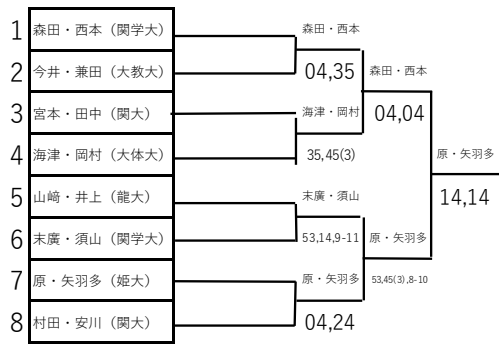 1 森田・西本（関学大）
2 今井・兼田（大教大）
3 宮本・田中（関大）
4 海津・岡村（大体大）
5 山﨑・井上（龍大）
6 末廣・須山（関学大）
7 原・矢羽多（姫大）
8 村田・安川（関大）
森田・西本
04,35
海津・岡村
35,45(3)
末廣・須山
53,14,9-11
原・矢羽多
04,24
森田・西本
04,04
原・矢羽多
53,45(3),8-10
原・矢羽多
14,14